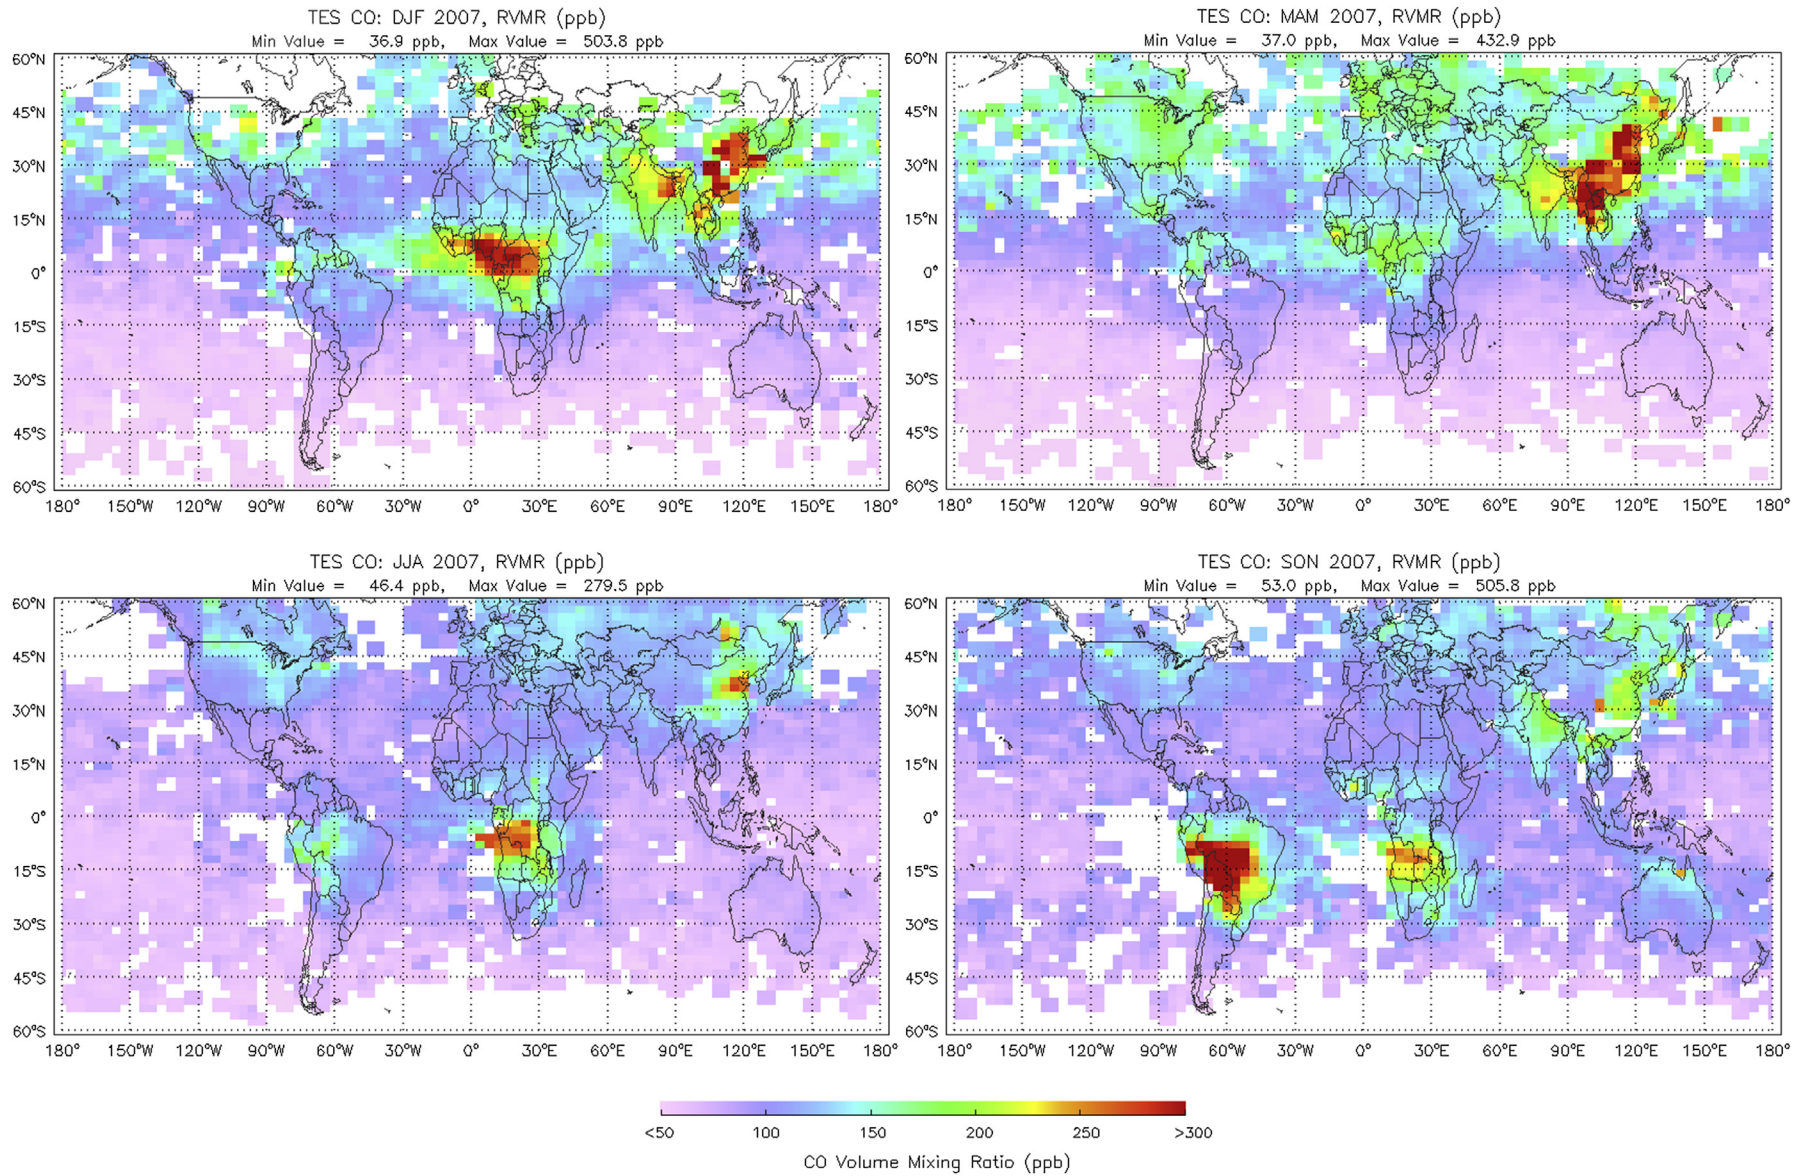 TES CO: DJF 2007, RVMR (ppb)
Min Value = 36.9 ppb, Max Value = 503.8 ppb
60°N
45°N
30°N
15°N
0°
15°S
30°S
45°S
60°S
180° 150°W 120°W 90°W 60°W 30°W 0° 30°E 60°E 90°E 120°E 150°E 180°
TES CO: MAM 2007, RVMR (ppb)
Min Value = 37.0 ppb, Max Value = 432.9 ppb
60°N
45°N
30°N
15°N
0°
15°S
30°S
45°S
60°S
180° 150°W 120°W 90°W 60°W 30°W 0° 30°E 60°E 90°E 120°E 150°E 180°
TES CO: JJA 2007, RVMR (ppb)
Min Value = 46.4 ppb, Max Value = 279.5 ppb
60°N
45°N
30°N
15°N
0°
15°S
30°S
45°S
60°S
180° 150°W 120°W 90°W 60°W 30°W 0° 30°E 60°E 90°E 120°E 150°E 180°
TES CO: SON 2007, RVMR (ppb)
Min Value = 53.0 ppb, Max Value = 505.8 ppb
60°N
45°N
30°N
15°N
0°
15°S
30°S
45°S
60°S
180° 150°W 120°W 90°W 60°W 30°W 0° 30°E 60°E 90°E 120°E 150°E 180°
<50 100 150 200 250 >300
CO Volume Mixing Ratio (ppb)